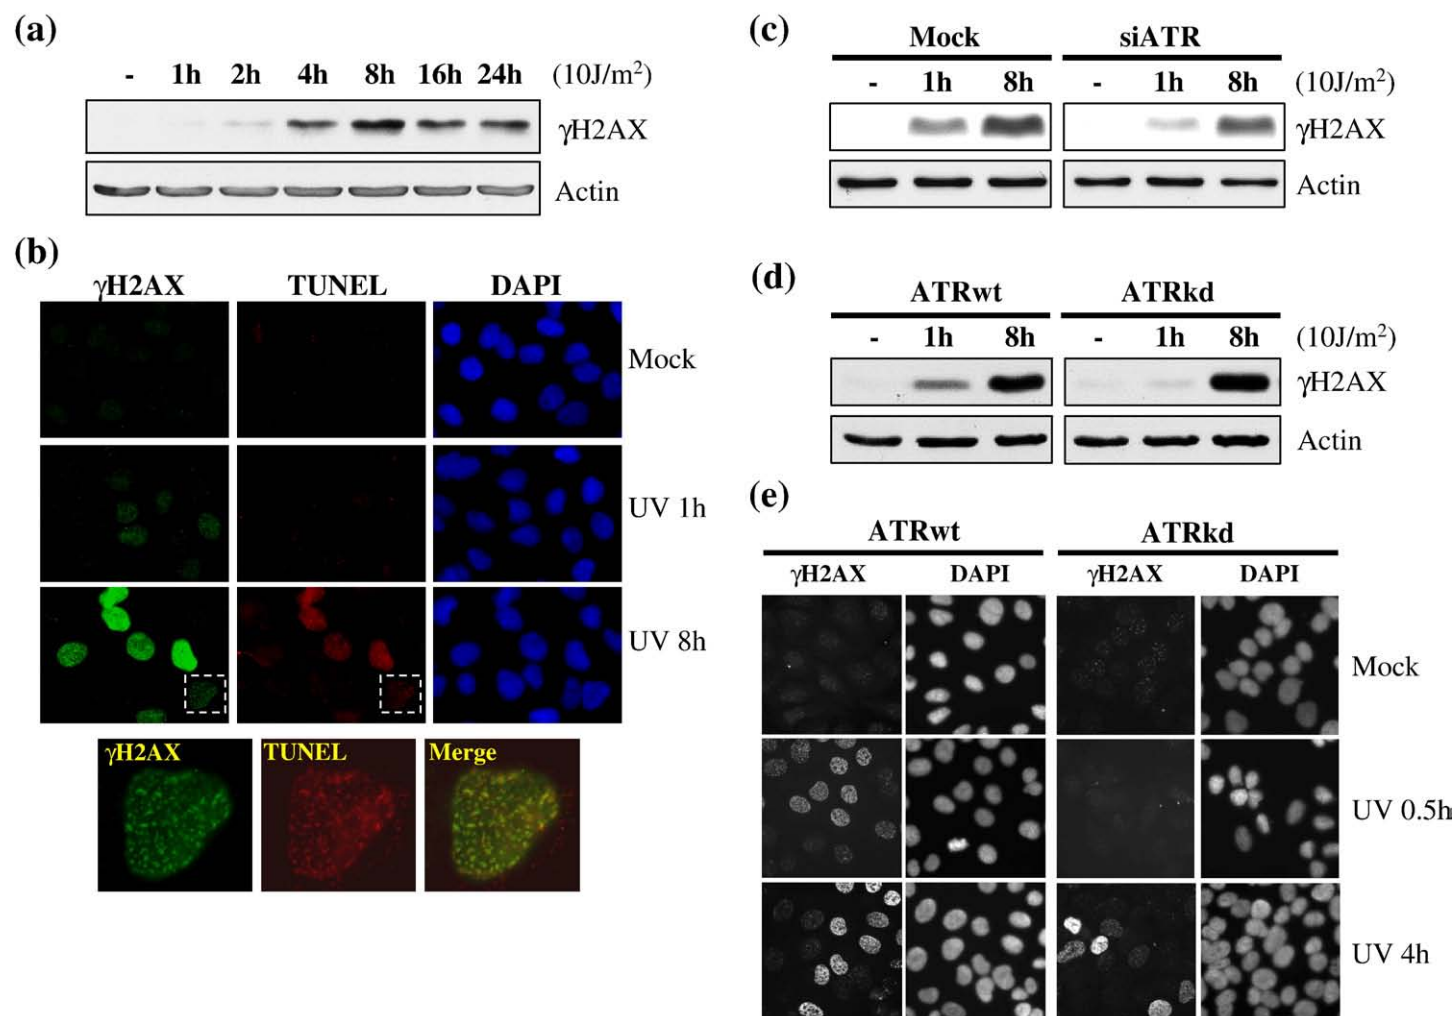 (a)
- 1h 2h 4h 8h 16h 24h (10J/m²)
γH2AX
Actin
(b)
γH2AX TUNEL DAPI
Mock
UV 1h
UV 8h
γH2AX TUNEL Merge
(c)
Mock siATR
- 1h 8h - 1h 8h (10J/m²)
γH2AX
Actin
(d)
ATRwt ATRkd
- 1h 8h - 1h 8h (10J/m²)
γH2AX
Actin
(e)
ATRwt ATRkd
γH2AX DAPI γH2AX DAPI
Mock
UV 0.5h
UV 4h